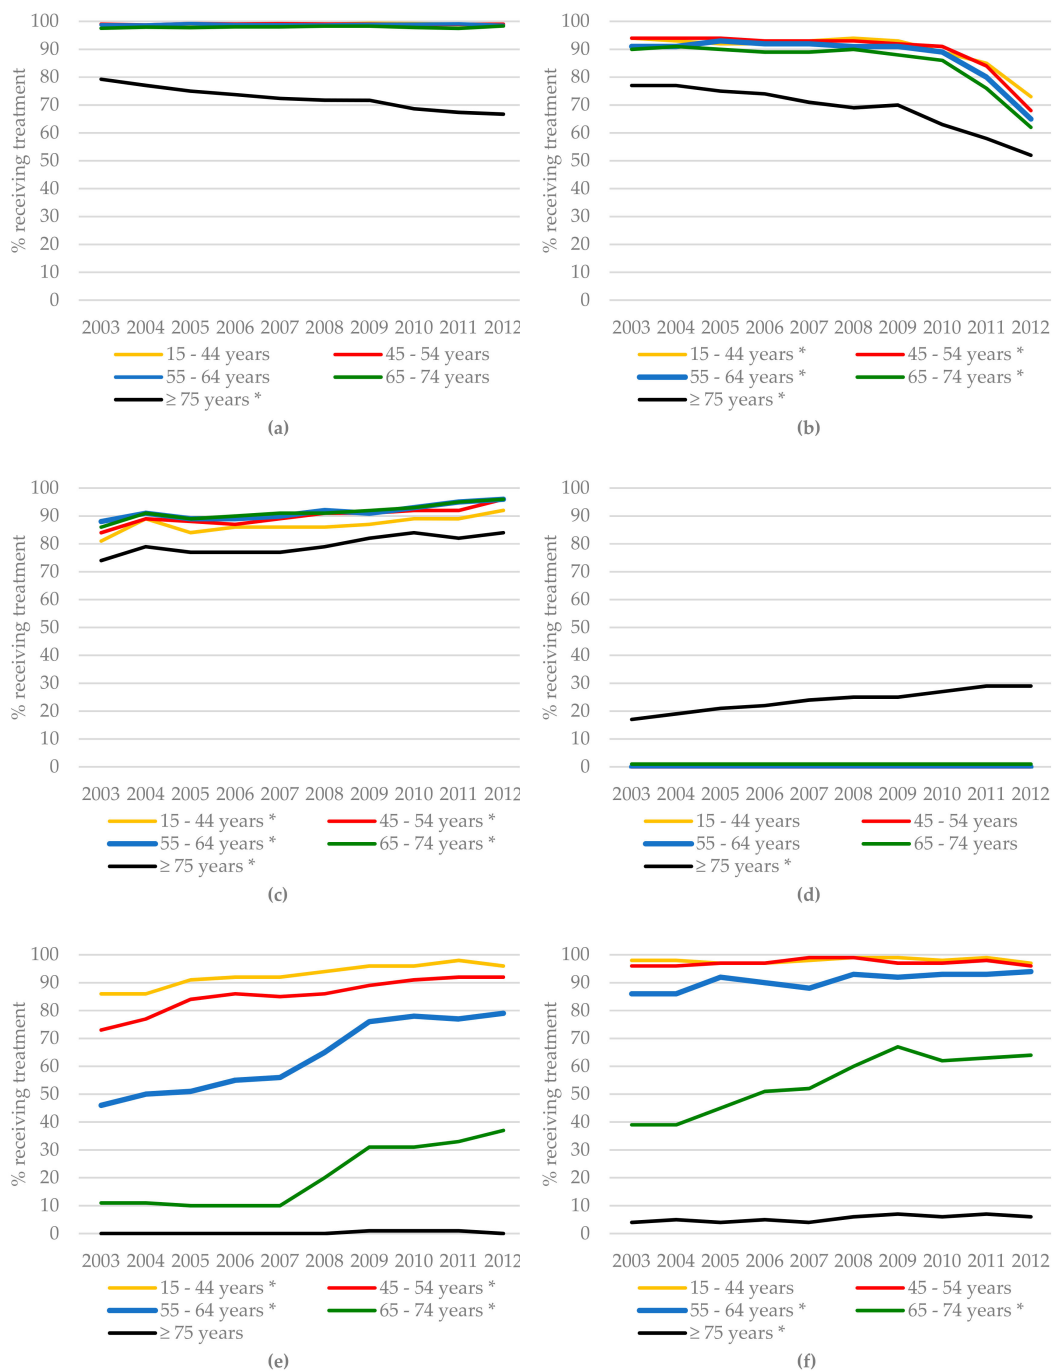 100
90
80
70
60
50
40
30
20
10
0
% receiving treatment
2003 2004 2005 2006 2007 2008 2009 2010 2011 2012
15 - 44 years
45 - 54 years
55 - 64 years
65 - 74 years
≥ 75 years *
(a)
100
90
80
70
60
50
40
30
20
10
0
% receiving treatment
2003 2004 2005 2006 2007 2008 2009 2010 2011 2012
15 - 44 years *
45 - 54 years *
55 - 64 years *
65 - 74 years *
≥ 75 years *
(b)
100
90
80
70
60
50
40
30
20
10
0
% receiving treatment
2003 2004 2005 2006 2007 2008 2009 2010 2011 2012
15 - 44 years *
45 - 54 years *
55 - 64 years *
65 - 74 years *
≥ 75 years *
(c)
100
90
80
70
60
50
40
30
20
10
0
% receiving treatment
2003 2004 2005 2006 2007 2008 2009 2010 2011 2012
15 - 44 years
45 - 54 years
55 - 64 years
65 - 74 years
≥ 75 years *
(d)
100
90
80
70
60
50
40
30
20
10
0
% receiving treatment
2003 2004 2005 2006 2007 2008 2009 2010 2011 2012
15 - 44 years *
45 - 54 years *
55 - 64 years *
65 - 74 years *
≥ 75 years
(e)
100
90
80
70
60
50
40
30
20
10
0
% receiving treatment
2003 2004 2005 2006 2007 2008 2009 2010 2011 2012
15 - 44 years
45 - 54 years
55 - 64 years *
65 - 74 years *
≥ 75 years *
(f)